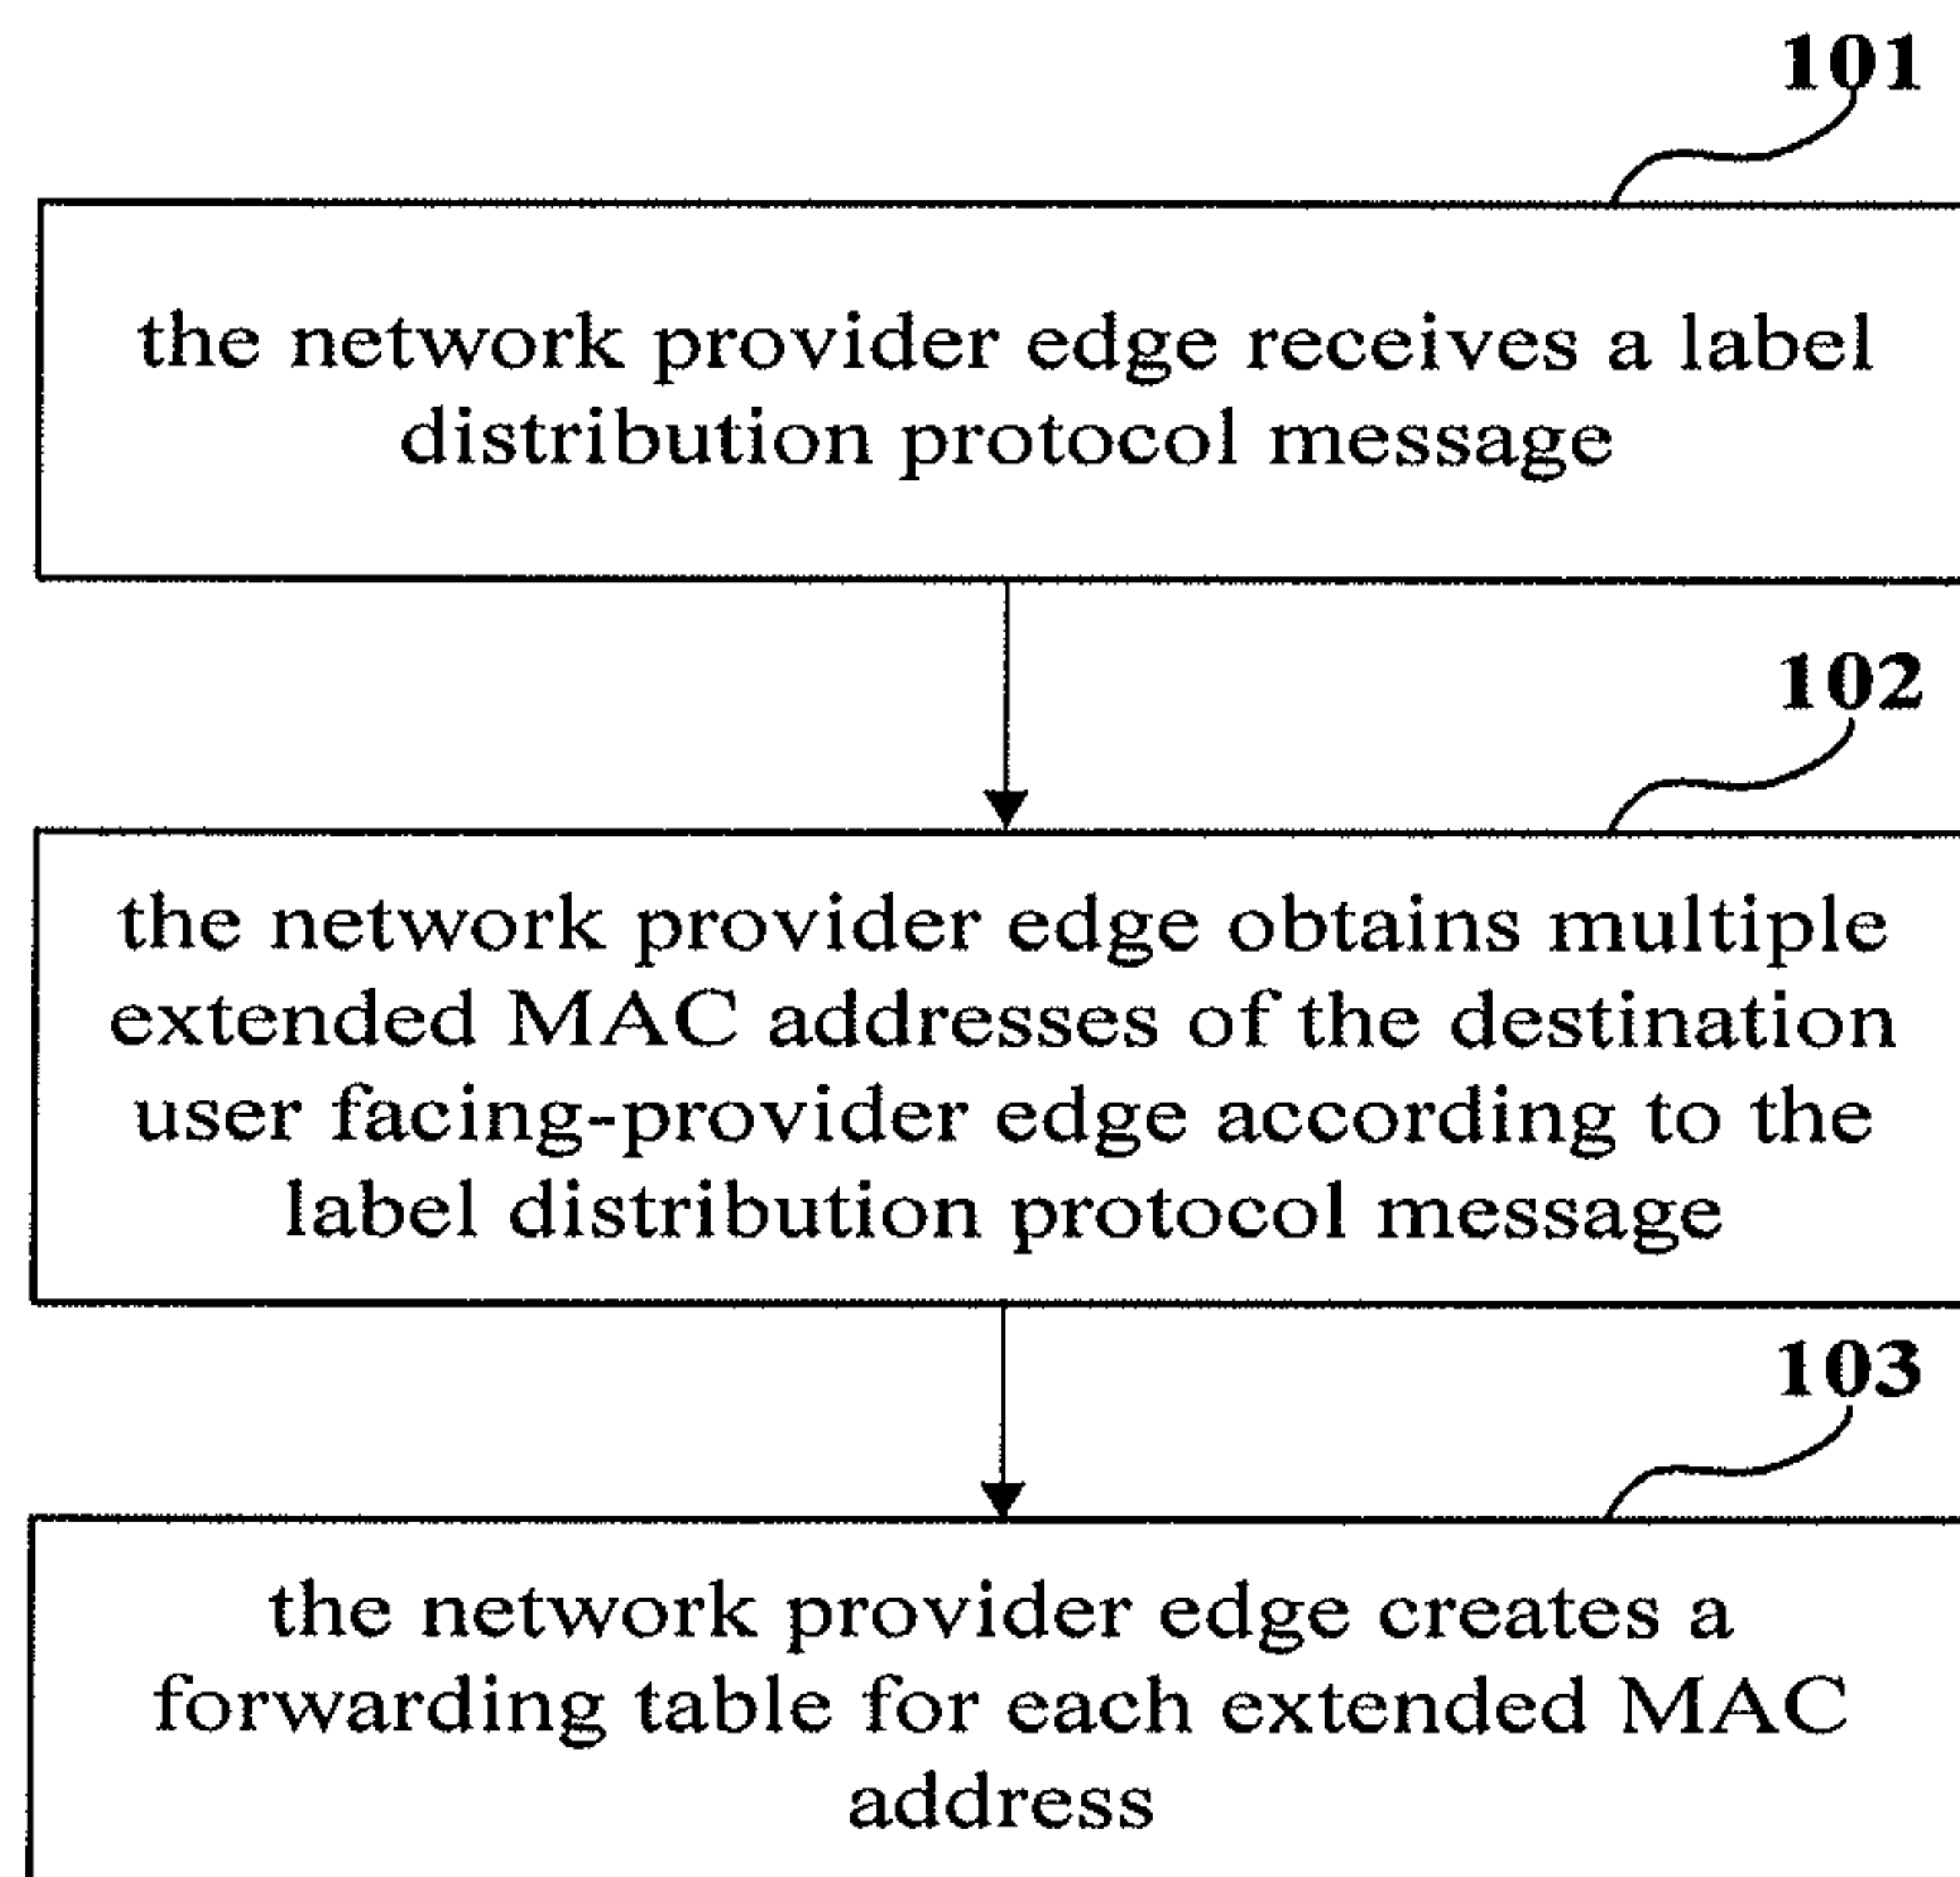 101
the network provider edge receives a label
distribution protocol message
102
the network provider edge obtains multiple
extended MAC addresses of the destination
user facing-provider edge according to the
label distribution protocol message
103
the network provider edge creates a
forwarding table for each extended MAC
address